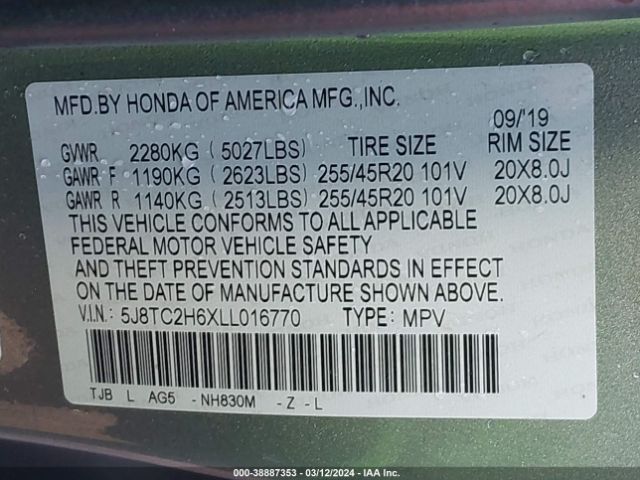 MFD.BY HONDA OF AMERICA MFG.,INC.
09/'19
GVWR 2280KG ( 5027LBS) TIRE SIZE RIM SIZE
GAWR F 1190KG ( 2623LBS) 255/45R20 101V 20X8.0J
GAWR R 1140KG ( 2513LBS) 255/45R20 101V 20X8.0J
THIS VEHICLE CONFORMS TO ALL APPLICABLE
FEDERAL MOTOR VEHICLE SAFETY
AND THEFT PREVENTION STANDARDS IN EFFECT
ON THE DATE OF MANUFACTURE SHOWN ABOVE.
V.I.N.: 5J8TC2H6XLL016770 TYPE: MPV
TJB L AG5 -NH830M -Z -L
000-38887353 - 03/12/2024 - IAA Inc.